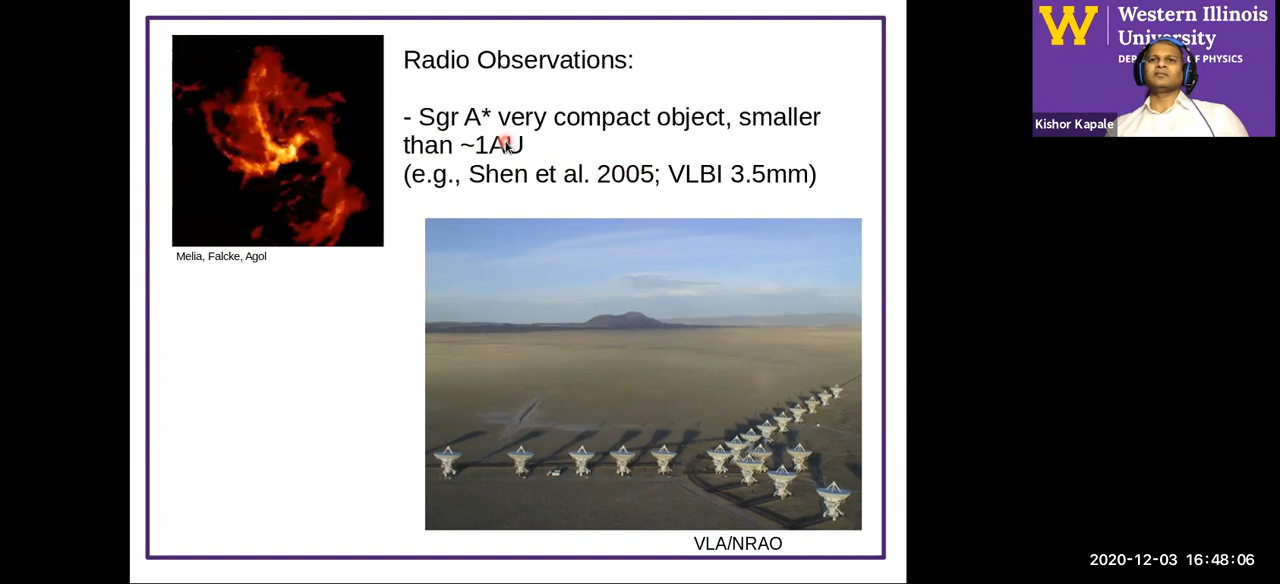 Radio Observations:
- Sgr A* very compact object, smaller
than ~1AU
(e.g., Shen et al. 2005; VLBI 3.5mm)
Melia, Falcke, Agol
VLA/NRAO
W
Western Illinois
University
OF PHYSICS
Kishor Kapale
2020-12-03 16:48:06